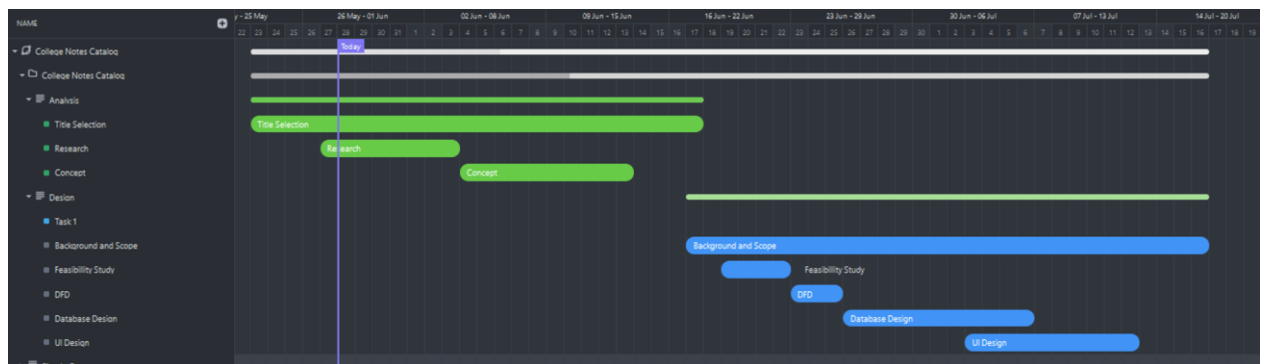 NAME
y - 25 May 26 May - 01 Jun 02 Jun - 08 Jun 09 Jun - 15 Jun 16 Jun - 22 Jun 23 Jun - 29 Jun 30 Jun - 06 Jul 07 Jul - 13 Jul 14 Jul - 20 Jul
22 23 24 25 26 27 28 29 30 31 1 2 3 4 5 6 7 8 9 10 11 12 13 14 15 16 17 18 19 20 21 22 23 24 25 26 27 28 29 30 1 2 3 4 5 6 7 8 9 10 11 12 13 14 15 16 17 18 19
Today
College Notes Catalog
College Notes Catalog
Analysis
Title Selection Title Selection
Research Research
Concept Concept
Design
Task 1
Background and Scope Background and Scope
Feasibillity Study Feasibillity Study
DFD DFD
Database Design Database Design
UI Design UI Design